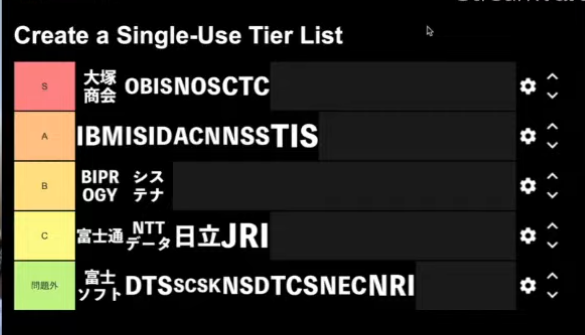 Create a Single-Use Tier List
S
大塚
商会
OBIS
NOS
CTC
A
IBM
ISID
ACN
NSS
TIS
B
BIPR
OGY
シス
テナ
C
富士通
NTT
データ
日立
JRI
問題外
富士
ソフト
DTS
SCSK
NSD
TCS
NEC
NRI